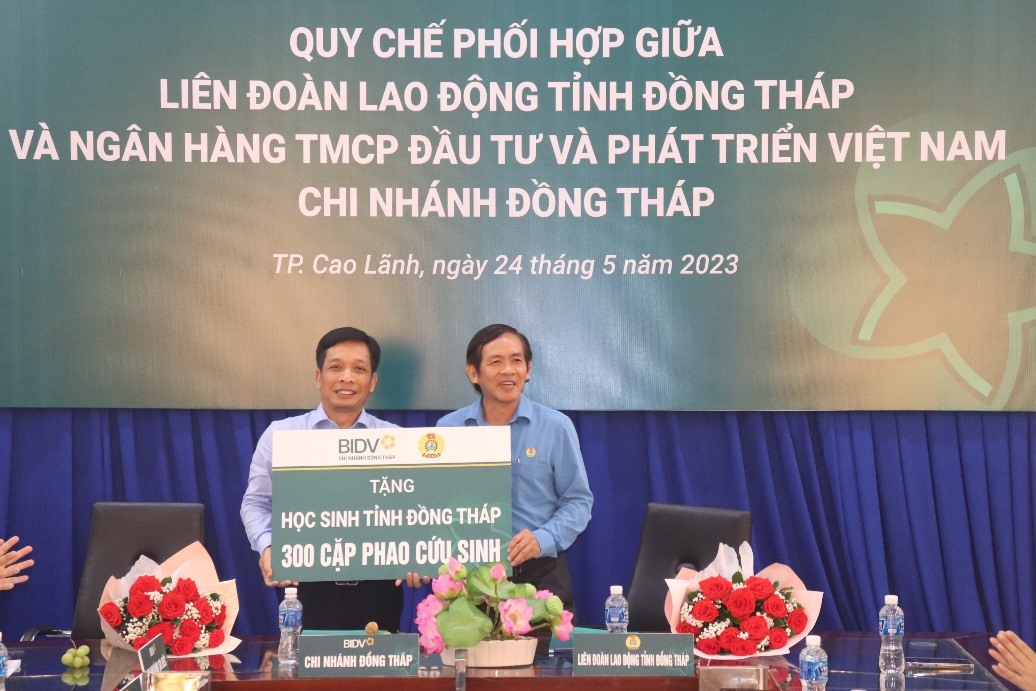 QUY CHẾ PHỐI HỢP GIỮA
LIÊN ĐOÀN LAO ĐỘNG TỈNH ĐỒNG THÁP
VÀ NGÂN HÀNG TMCP ĐẦU TƯ VÀ PHÁT TRIỂN VIỆT NAM
CHI NHÁNH ĐỒNG THÁP
TP. Cao Lãnh, ngày 24 tháng 5 năm 2023
BIDV
CHI NHÁNH ĐỒNG THÁP
TẶNG
HỌC SINH TỈNH ĐỒNG THÁP
300 CẶP PHAO CỨU SINH
BIDV
CHI NHÁNH ĐỒNG THÁP
LIÊN ĐOÀN LAO ĐỘNG TỈNH ĐỒNG THÁP